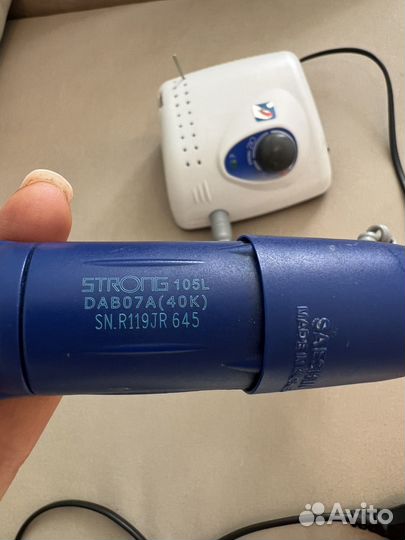 STRONG 105L
DAB07A(40K)
SN.R119JR 645
Avito